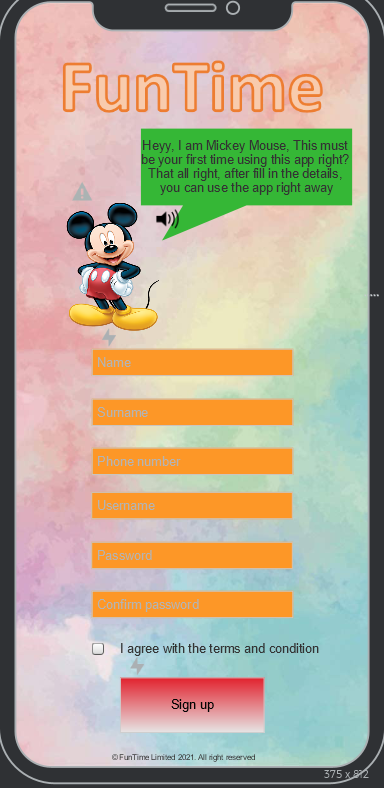 FunTime
Heyy, I am Mickey Mouse, This must
be your first time using this app right?
That all right, after fill in the details,
you can use the app right away
Name
Surname
Phone number
Username
Password
Confirm password
I agree with the terms and condition
Sign up
©FunTime Limited 2021. All right reserved
375 x 812